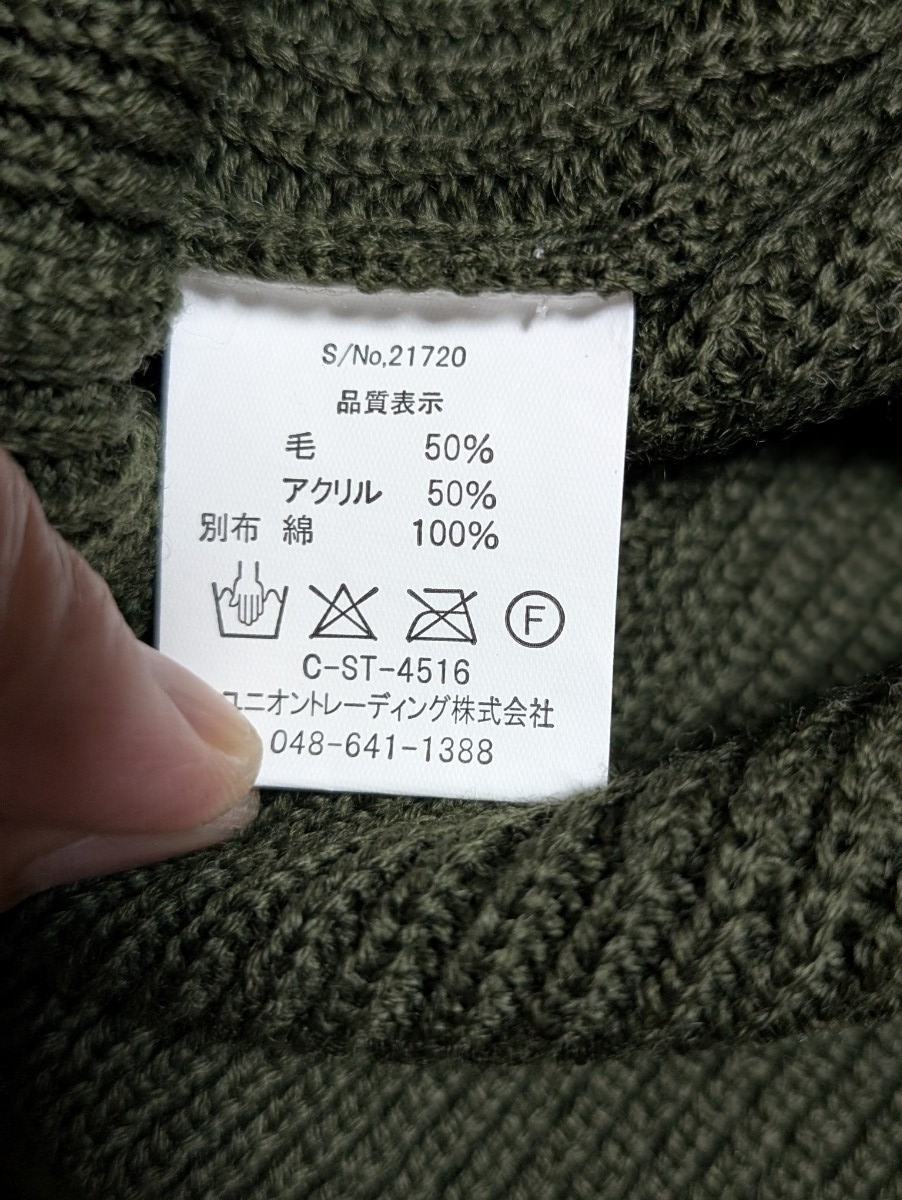 S/No,21720
品質表示
毛 50%
アクリル 50%
別布 綿 100%
F
C-ST-4516
ユニオントレーディング株式会社
048-641-1388